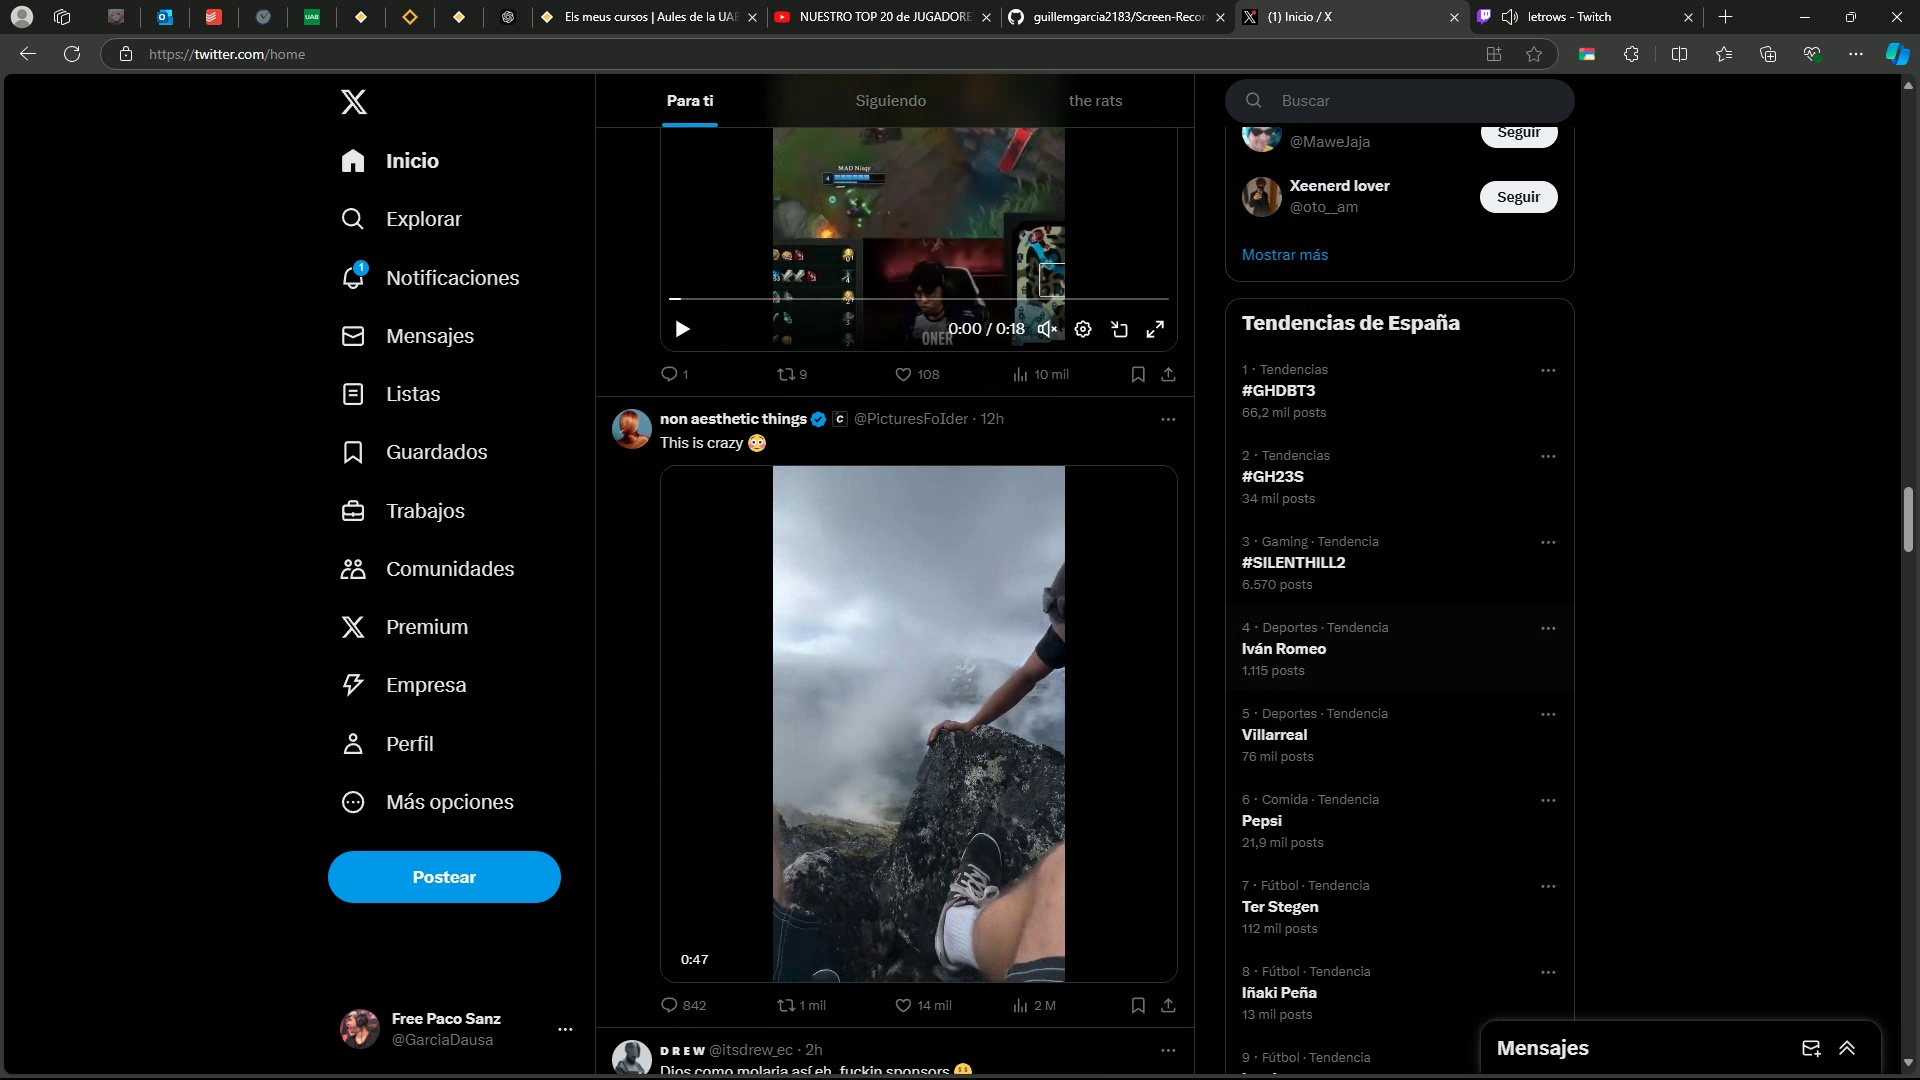 Els meus cursos | Aules de la UAB
NUESTRO TOP 20 de JUGADORE
guillemgarcia2183/Screen-Recor
(1) Inicio / X
letrows - Twitch
https://twitter.com/home
Inicio
Explorar
1
Notificaciones
Mensajes
Listas
Guardados
Trabajos
Comunidades
Premium
Empresa
Perfil
Más opciones
Postear
Free Paco Sanz
@GarciaDausa
Para ti
Siguiendo
the rats
MAD Nisqy
ONER
0:00 / 0:18
1
9
108
10 mil
non aesthetic things @PicturesFoIder · 12h
This is crazy 😳
0:47
842
1 mil
14 mil
2 M
DREW @itsdrew_ec · 2h
Dios como molaria así eh, fuckin sponsors 🤑
Buscar
@MaweJaja
Seguir
Xeenerd lover
@oto__am
Seguir
Mostrar más
Tendencias de España
1 · Tendencias
#GHDBT3
66,2 mil posts
2 · Tendencias
#GH23S
34 mil posts
3 · Gaming · Tendencia
#SILENTHILL2
6.570 posts
4 · Deportes · Tendencia
Iván Romeo
1.115 posts
5 · Deportes · Tendencia
Villarreal
76 mil posts
6 · Comida · Tendencia
Pepsi
21,9 mil posts
7 · Fútbol · Tendencia
Ter Stegen
112 mil posts
8 · Fútbol · Tendencia
Iñaki Peña
13 mil posts
9 · Fútbol · Tendencia
Mensajes